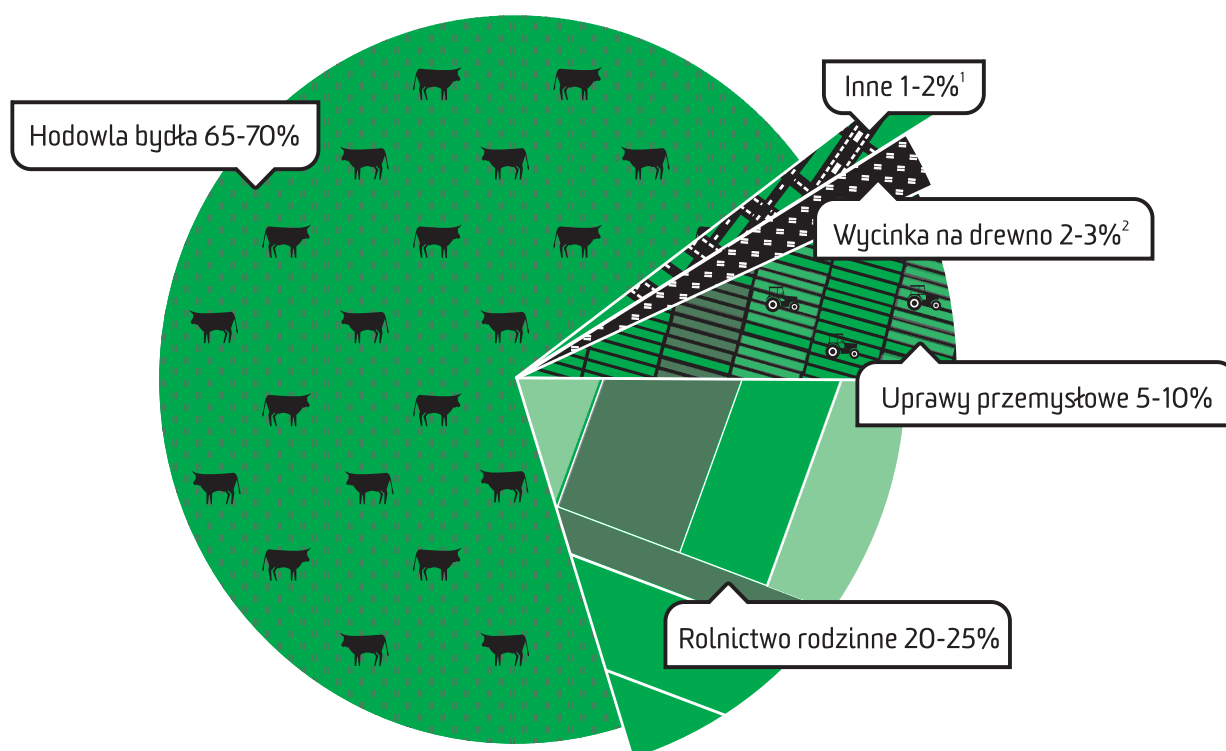 Inne 1-2%¹
Hodowla bydła 65-70%
Wycinka na drewno 2-3%²
Uprawy przemysłowe 5-10%
Rolnictwo rodzinne 20-25%